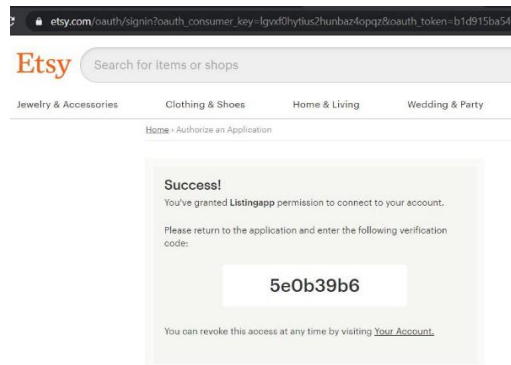 etsy.com/oauth/signin?oauth_consumer_key=lgvxf0hytius2hunbaz4opqz&oauth_token=b1d915ba54
Etsy
Search for items or shops
Jewelry & Accessories Clothing & Shoes Home & Living Wedding & Party
Home › Authorize an Application
Success!
You've granted Listingapp permission to connect to your account.
Please return to the application and enter the following verification
code:
5e0b39b6
You can revoke this access at any time by visiting Your Account.